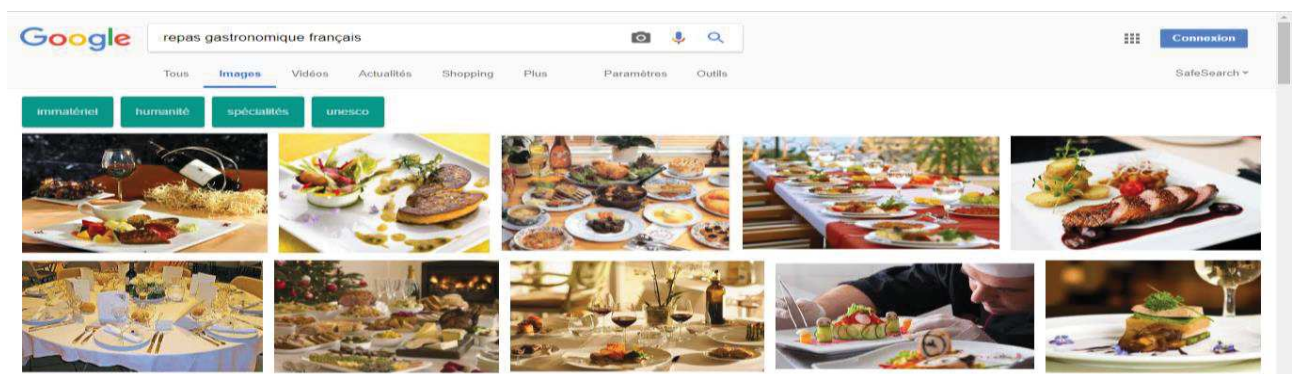 Google
repas gastronomique français
Connexion
Tous Images Vidéos Actualités Shopping Plus Paramètres Outils
SafeSearch
immatériel humanité spécialités unesco